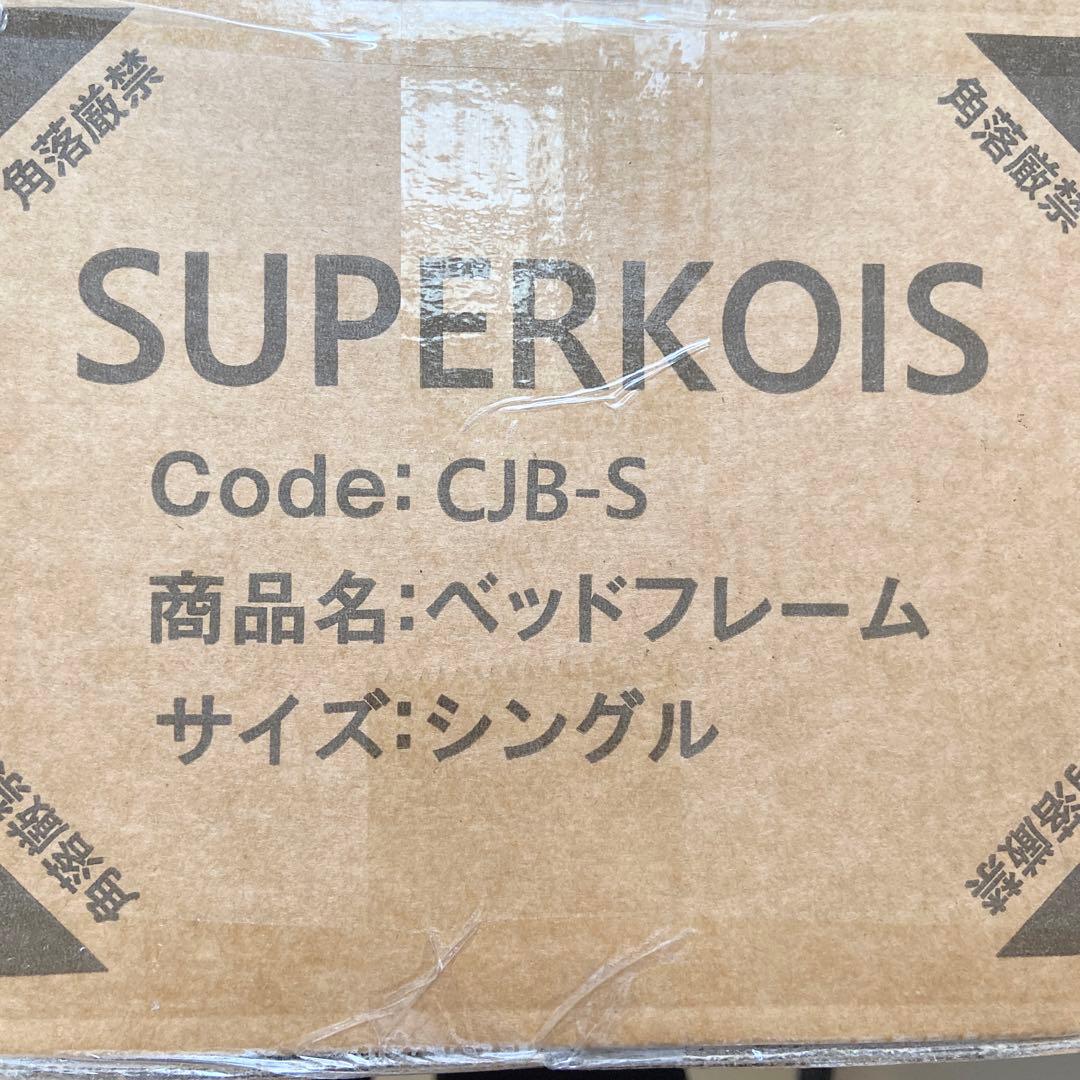 角落厳禁
角落厳禁
SUPERKOIS
Code: CJB-S
商品名:ベッドフレーム
サイズ:シングル
角落厳禁
角落厳禁